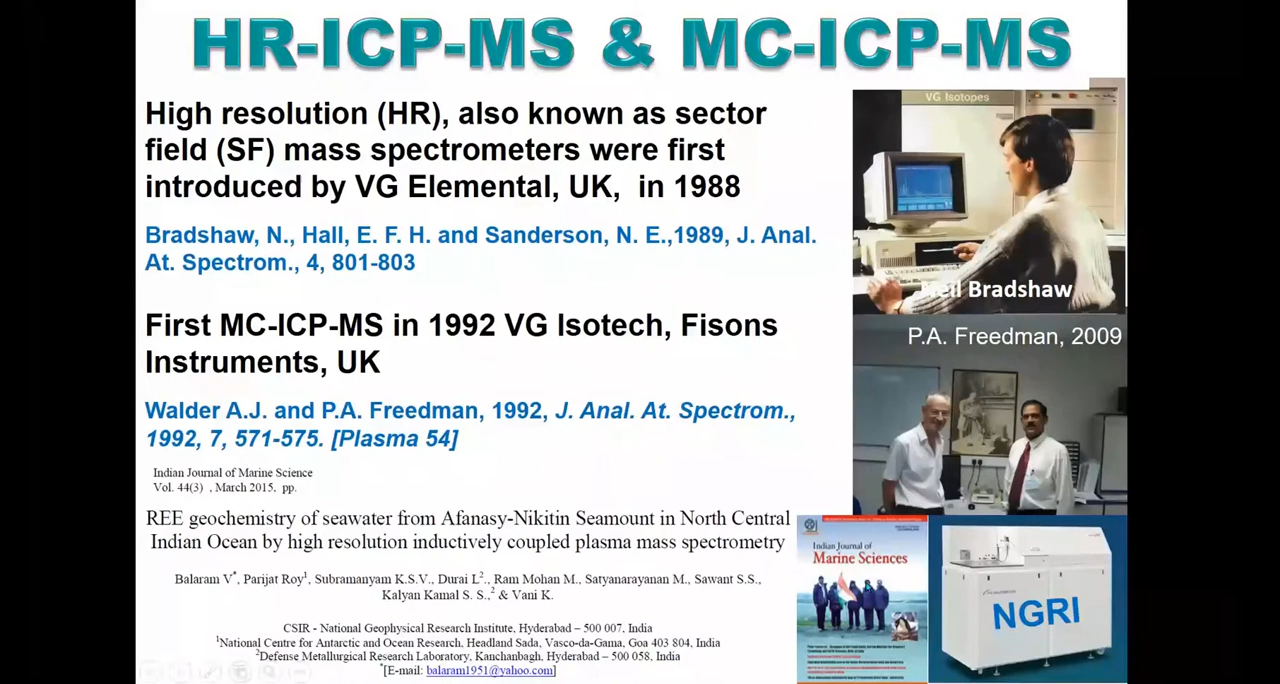 HR-ICP-MS & MC-ICP-MS
High resolution (HR), also known as sector
field (SF) mass spectrometers were first
introduced by VG Elemental, UK, in 1988
Bradshaw, N., Hall, E. F. H. and Sanderson, N. E.,1989, J. Anal.
At. Spectrom., 4, 801-803
First MC-ICP-MS in 1992 VG Isotech, Fisons
Instruments, UK
Walder A.J. and P.A. Freedman, 1992, J. Anal. At. Spectrom.,
1992, 7, 571-575. [Plasma 54]
Indian Journal of Marine Science
Vol. 44(3) , March 2015, pp.
REE geochemistry of seawater from Afanasy-Nikitin Seamount in North Central
Indian Ocean by high resolution inductively coupled plasma mass spectrometry
Balaram V*, Parijat Roy1, Subramanyam K.S.V., Durai L2., Ram Mohan M., Satyanarayanan M., Sawant S.S.,
Kalyan Kamal S. S.,2 & Vani K.
CSIR - National Geophysical Research Institute, Hyderabad – 500 007, India
1National Centre for Antarctic and Ocean Research, Headland Sada, Vasco-da-Gama, Goa 403 804, India
2Defense Metallurgical Research Laboratory, Kanchanbagh, Hyderabad – 500 058, India
*[E-mail: balaram1951@yahoo.com]
VG Isotopes
Neil Bradshaw
P.A. Freedman, 2009
Indian Journal of
Marine Sciences
NGRI